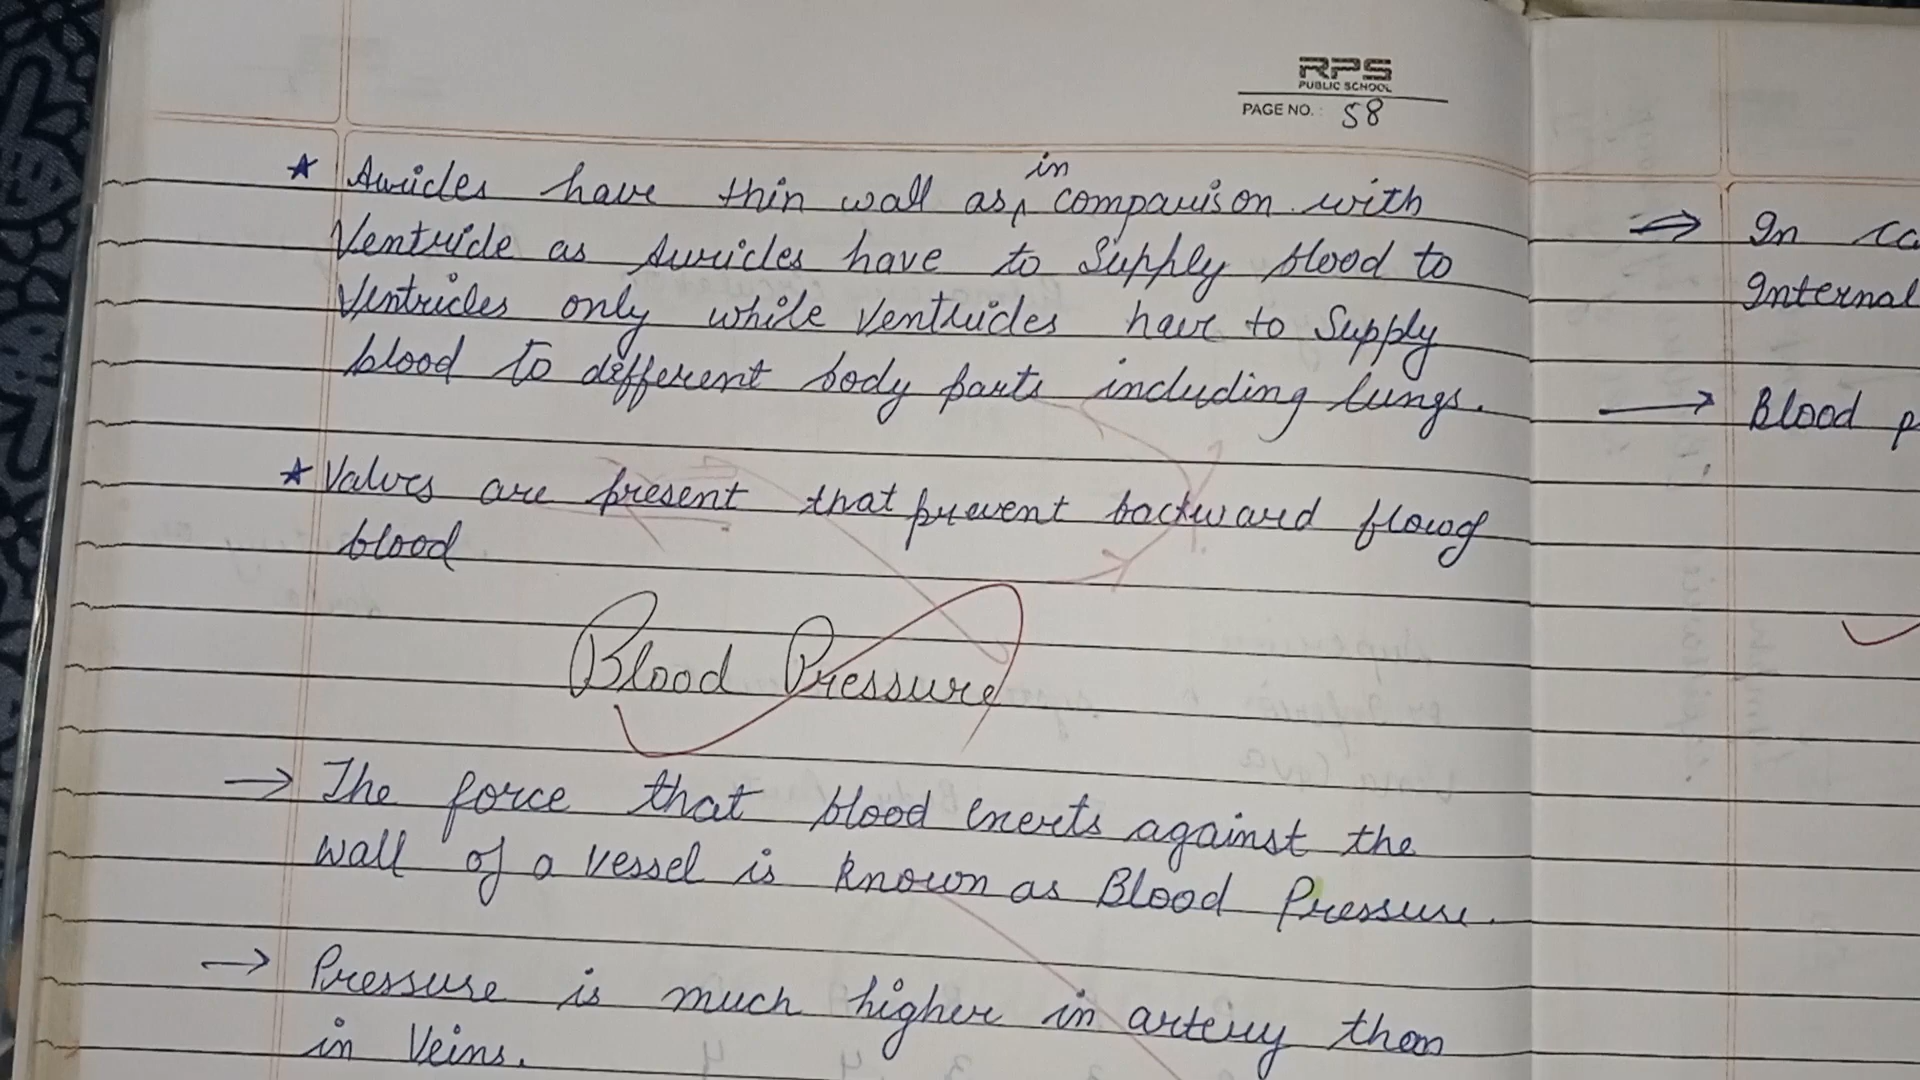 RPS
PUBLIC SCHOOL
PAGE NO.: 58
★ Auricles have thin wall as in comparison with
Ventricle as Auricles have to Supply blood to
Ventricles only while Ventricles have to Supply
blood to different body parts including lungs.
★ Valves are present that prevent backward flow of
blood.
Blood Pressure
→ The force that blood exerts against the
wall of a vessel is known as Blood Pressure.
→ Pressure is much higher in artery than
in Veins.
⇒ In ca
Internal
→ Blood p